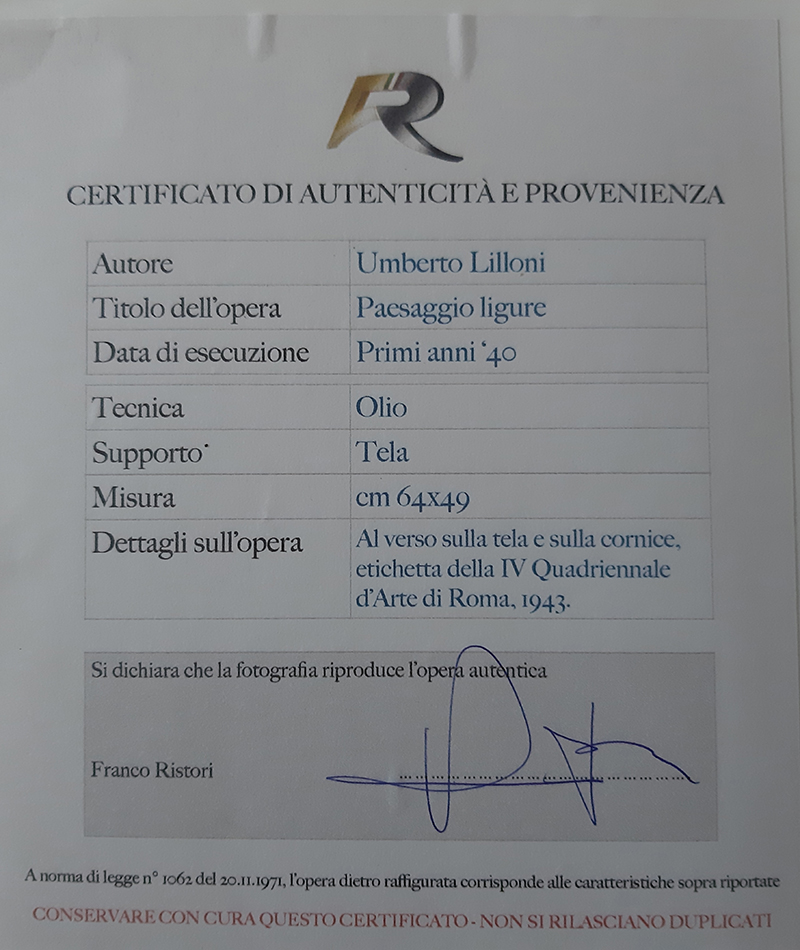 R
CERTIFICATO DI AUTENTICITÀ E PROVENIENZA
Autore Umberto Lilloni
Titolo dell'opera Paesaggio ligure
Data di esecuzione Primi anni '40
Tecnica Olio
Supporto Tela
Misura cm 64x49
Dettagli sull'opera Al verso sulla tela e sulla cornice,
etichetta della IV Quadriennale
d'Arte di Roma, 1943.
Si dichiara che la fotografia riproduce l'opera autentica
Franco Ristori
A norma di legge n° 1062 del 20.11.1971, l'opera dietro raffigurata corrisponde alle caratteristiche sopra riportate
CONSERVARE CON CURA QUESTO CERTIFICATO - NON SI RILASCIANO DUPLICATI